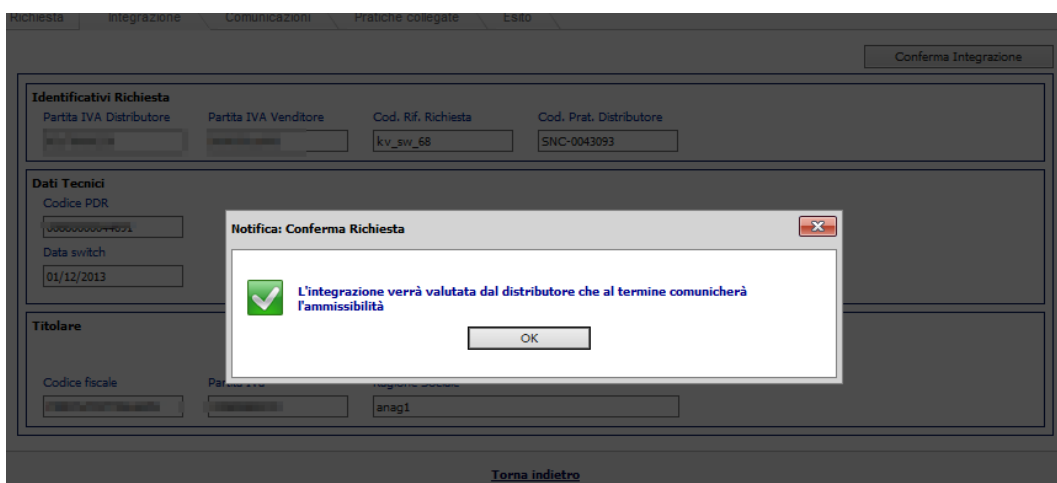 Richiesta Integrazione Comunicazioni Pratiche collegate Esito
Conferma Integrazione
Identificativi Richiesta
Partita IVA Distributore Partita IVA Venditore Cod. Rif. Richiesta Cod. Prat. Distributore
kv_sw_68 SNC-0043093
Dati Tecnici
Codice PDR
Data switch
01/12/2013
Notifica: Conferma Richiesta
L'integrazione verrà valutata dal distributore che al termine comunicherà
l'ammissibilità
OK
Titolare
Codice fiscale
anag1
Torna indietro